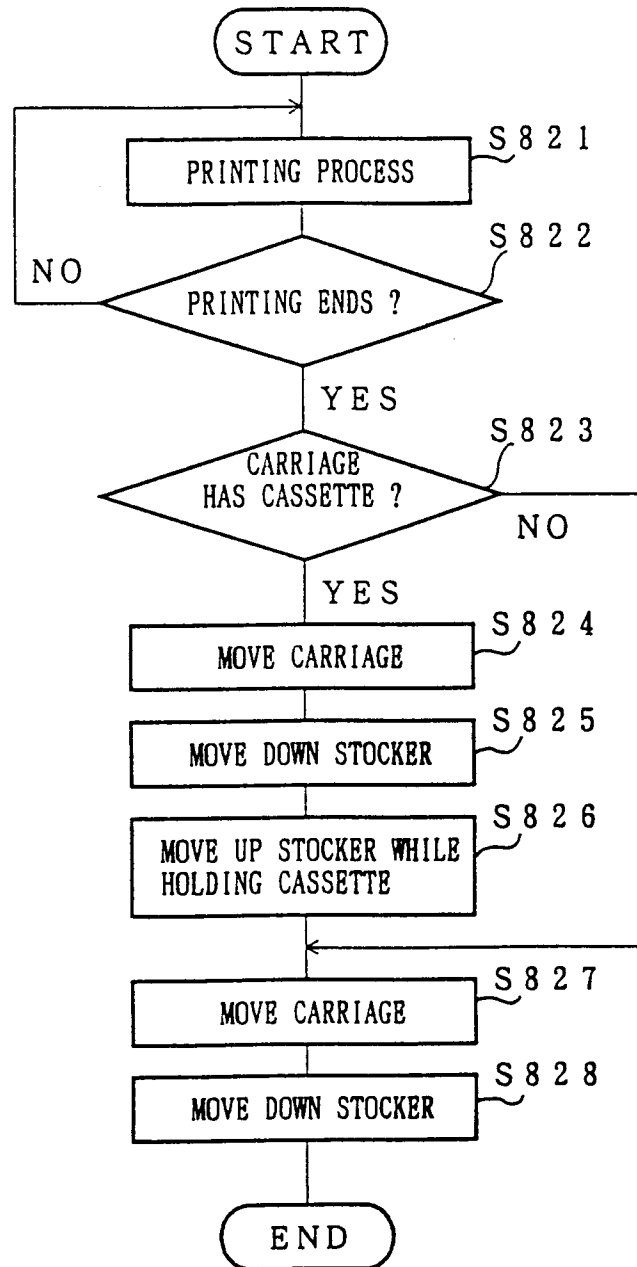 START
S821
PRINTING PROCESS
S822
NO
PRINTING ENDS ?
YES
S823
CARRIAGE
HAS CASSETTE ?
NO
YES
S824
MOVE CARRIAGE
S825
MOVE DOWN STOCKER
S826
MOVE UP STOCKER WHILE
HOLDING CASSETTE
S827
MOVE CARRIAGE
S828
MOVE DOWN STOCKER
END